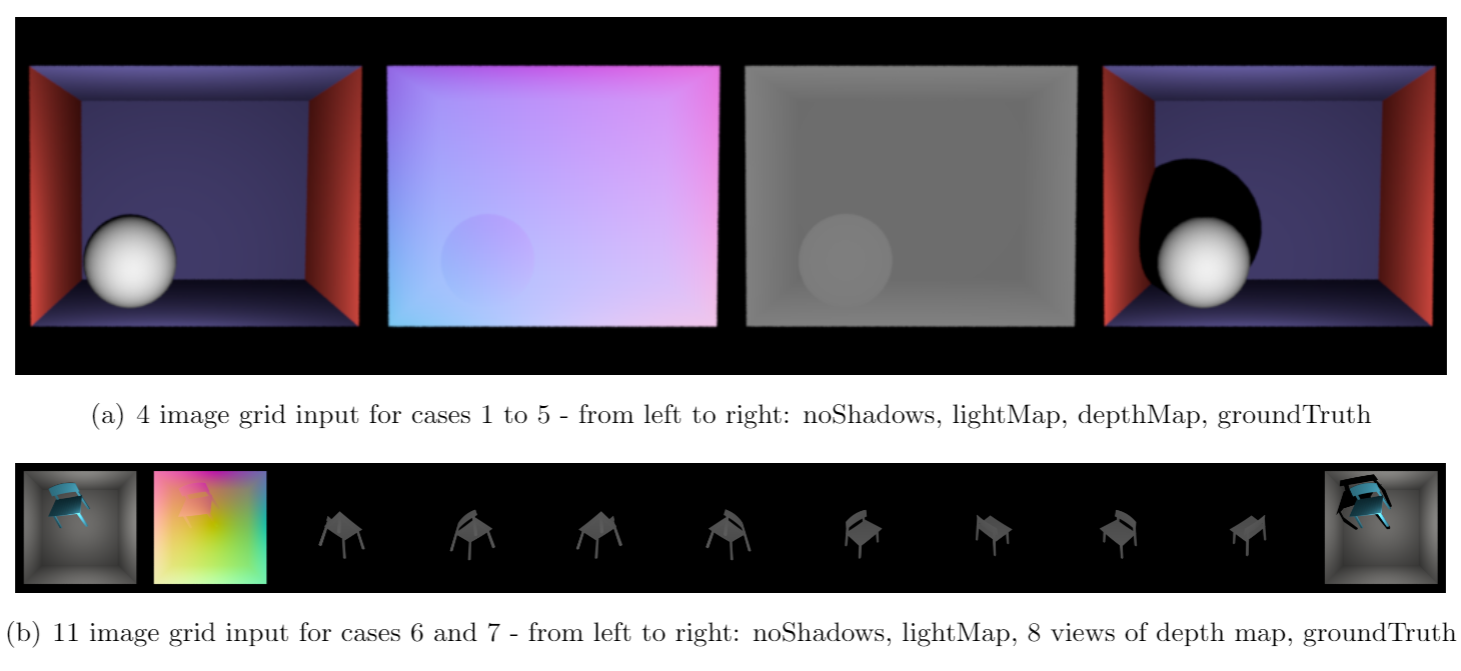 (a) 4 image grid input for cases 1 to 5 - from left to right: noShadows, lightMap, depthMap, groundTruth
(b) 11 image grid input for cases 6 and 7 - from left to right: noShadows, lightMap, 8 views of depth map, groundTruth